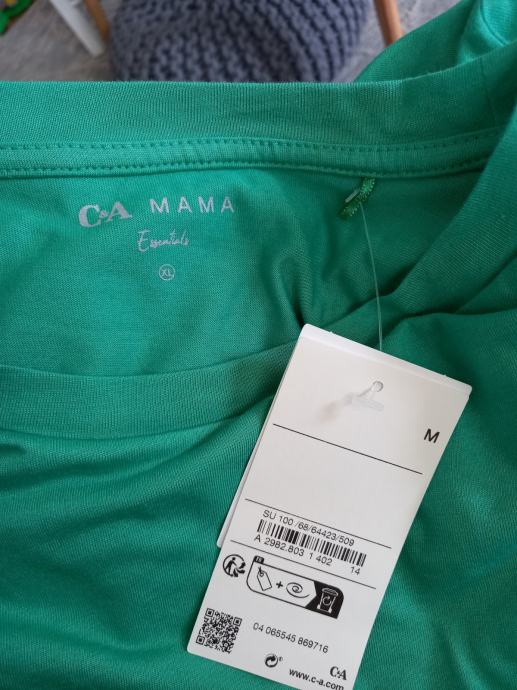 C&A MAMA
Essentials
XL
M
SU 100 /68/64423/509
A 2982.803 1 402 14
04 065545 869716
C&A
www.c-a.com